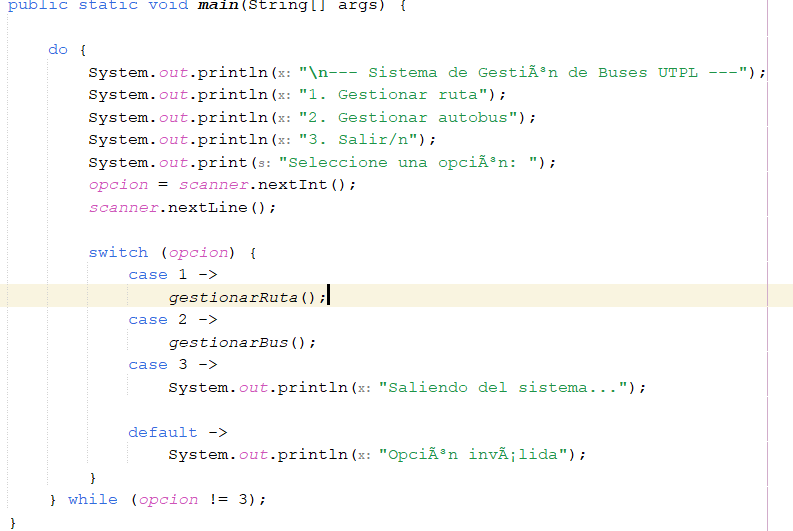 public static void main(String[] args) {
do {
System.out.println(x: "\n--- Sistema de GestiÃ³n de Buses UTPL ---");
System.out.println(x: "1. Gestionar ruta");
System.out.println(x: "2. Gestionar autobus");
System.out.println(x: "3. Salir/n");
System.out.print(s: "Seleccione una opciÃ³n: ");
opcion = scanner.nextInt();
scanner.nextLine();
switch (opcion) {
case 1 ->
gestionarRuta();
case 2 ->
gestionarBus();
case 3 ->
System.out.println(x: "Saliendo del sistema...");
default ->
System.out.println(x: "OpciÃ³n invÃ¡lida");
}
} while (opcion != 3);
}